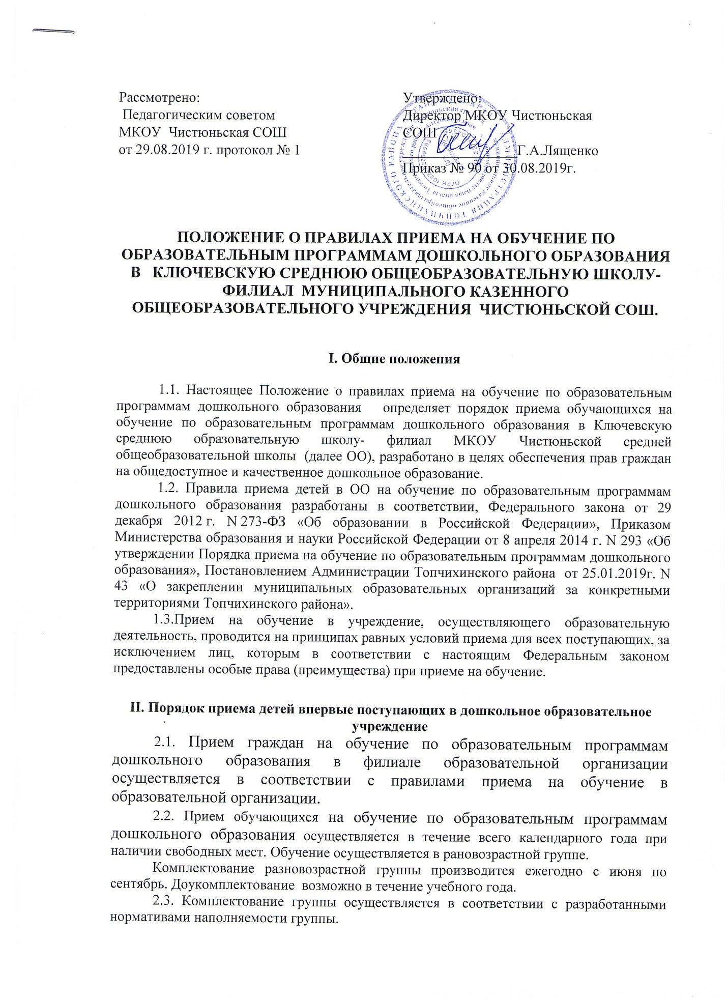 Рассмотрено:
Педагогическим советом
МКОУ Чистюньская СОШ
от 29.08.2019 г. протокол № 1
Утверждено:
Директор МКОУ Чистюньская
СОШ
Г.А.Лященко
Приказ № 90 от 30.08.2019г.
ПОЛОЖЕНИЕ О ПРАВИЛАХ ПРИЕМА НА ОБУЧЕНИЕ ПО
ОБРАЗОВАТЕЛЬНЫМ ПРОГРАММАМ ДОШКОЛЬНОГО ОБРАЗОВАНИЯ
В КЛЮЧЕВСКУЮ СРЕДНЮЮ ОБЩЕОБРАЗОВАТЕЛЬНУЮ ШКОЛУ-
ФИЛИАЛ МУНИЦИПАЛЬНОГО КАЗЕННОГО
ОБЩЕОБРАЗОВАТЕЛЬНОГО УЧРЕЖДЕНИЯ ЧИСТЮНЬСКОЙ СОШ.
I. Общие положения
1.1. Настоящее Положение о правилах приема на обучение по образовательным
программам дошкольного образования определяет порядок приема обучающихся на
обучение по образовательным программам дошкольного образования в Ключевскую
среднюю образовательную школу- филиал МКОУ Чистюньской средней
общеобразовательной школы (далее ОО), разработано в целях обеспечения прав граждан
на общедоступное и качественное дошкольное образование.
1.2. Правила приема детей в ОО на обучение по образовательным программам
дошкольного образования разработаны в соответствии, Федерального закона от 29
декабря 2012 г. N 273-ФЗ «Об образовании в Российской Федерации», Приказом
Министерства образования и науки Российской Федерации от 8 апреля 2014 г. N 293 «Об
утверждении Порядка приема на обучение по образовательным программам дошкольного
образования», Постановлением Администрации Топчихинского района от 25.01.2019г. N
43 «О закреплении муниципальных образовательных организаций за конкретными
территориями Топчихинского района».
1.3.Прием на обучение в учреждение, осуществляющего образовательную
деятельность, проводится на принципах равных условий приема для всех поступающих, за
исключением лиц, которым в соответствии с настоящим Федеральным законом
предоставлены особые права (преимущества) при приеме на обучение.
II. Порядок приема детей впервые поступающих в дошкольное образовательное
учреждение
2.1. Прием граждан на обучение по образовательным программам
дошкольного образования в филиале образовательной организации
осуществляется в соответствии с правилами приема на обучение в
образовательной организации.
2.2. Прием обучающихся на обучение по образовательным программам
дошкольного образования осуществляется в течение всего календарного года при
наличии свободных мест. Обучение осуществляется в рановозрастной группе.
Комплектование разновозрастной группы производится ежегодно с июня по
сентябрь. Доукомплектование возможно в течение учебного года.
2.3. Комплектование группы осуществляется в соответствии с разработанными
нормативами наполняемости группы.